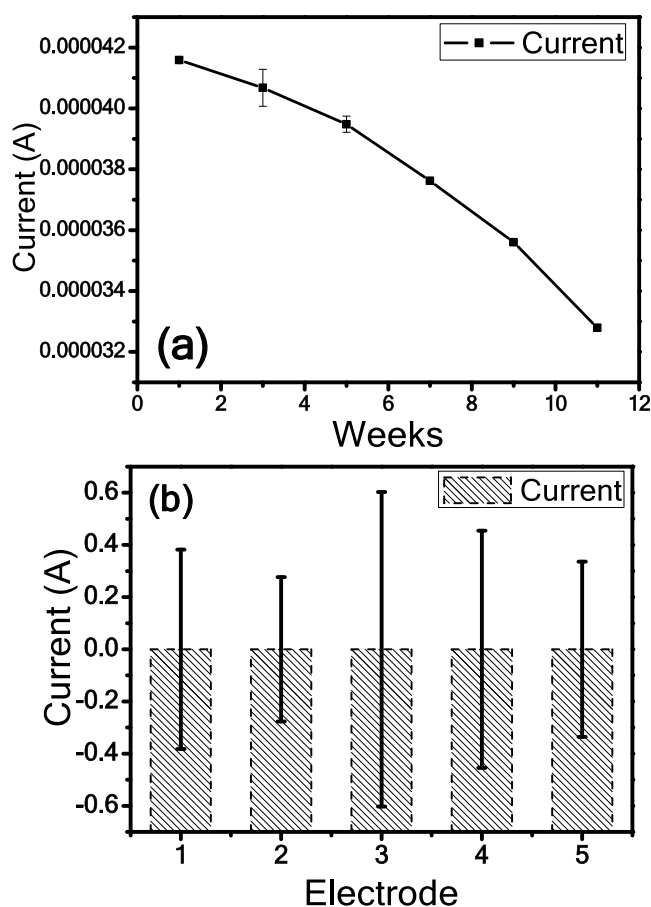 Current
0.000042
0.000040
0.000038
0.000036
0.000034
0.000032
Current (A)
(a)
0 2 4 6 8 10 12
Weeks
(b)
Current
0.6
0.4
0.2
0.0
-0.2
-0.4
-0.6
Current (A)
1 2 3 4 5
Electrode